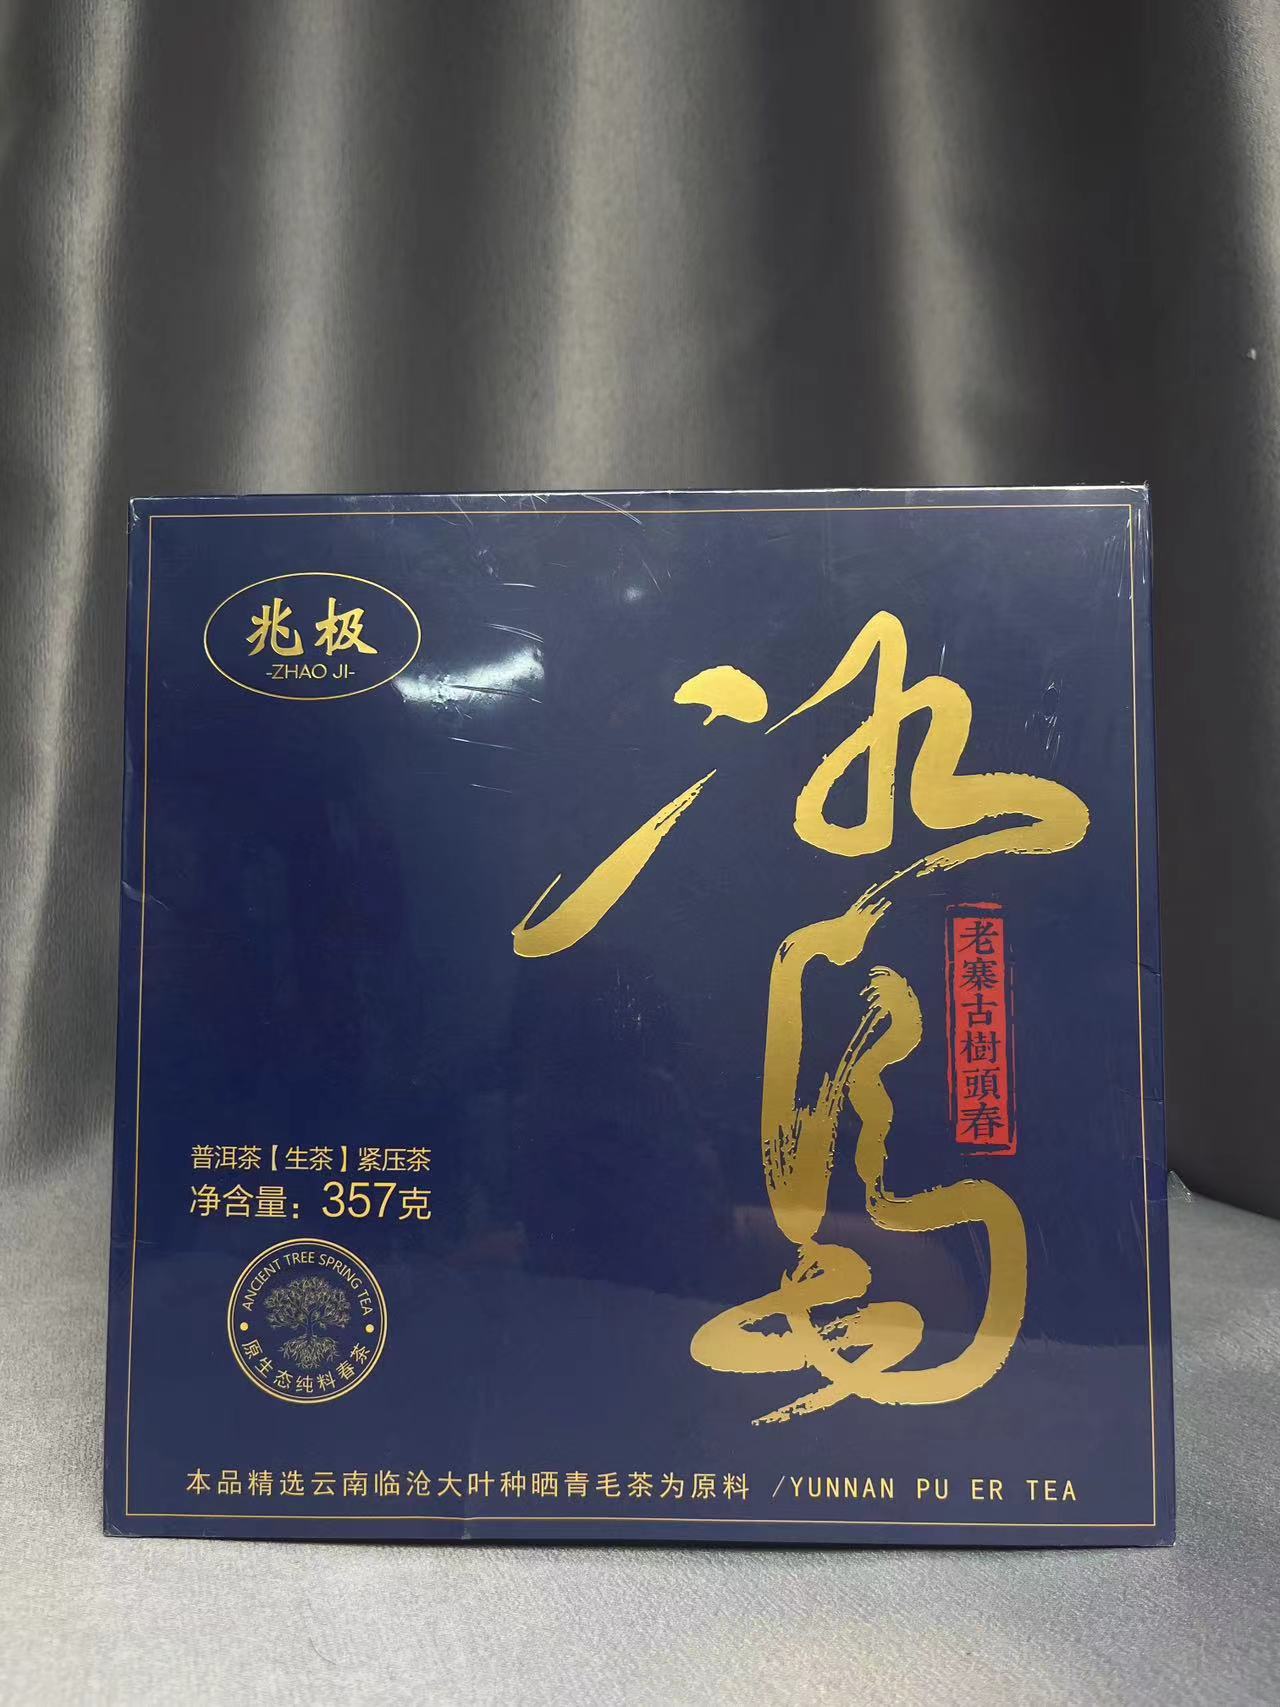 兆极
-ZHAO JI-
冰島
老寨古樹頭春
普洱茶【生茶】紧压茶
净含量：357克
ANCIENT TREE SPRING TEA
原生态纯料春茶
本品精选云南临沧大叶种晒青毛茶为原料 /YUNNAN PU ER TEA